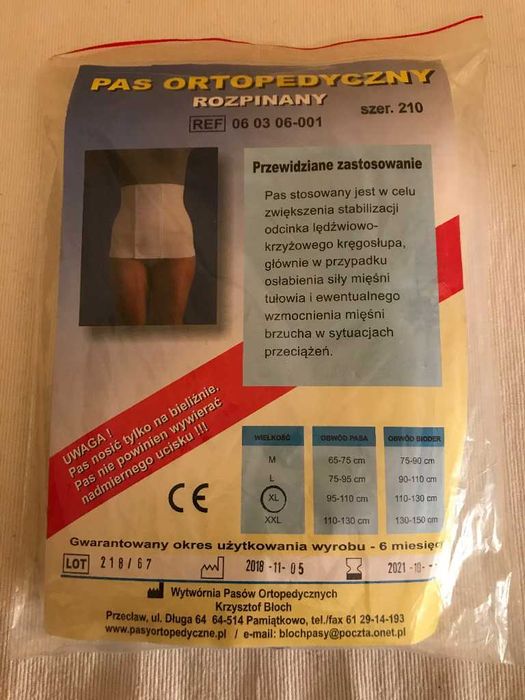 PAS ORTOPEDYCZNY
ROZPINANY
szer. 210
REF 06 03 06-001
Przewidziane zastosowanie
Pas stosowany jest w celu
zwiększenia stabilizacji
odcinka lędźwiowo-
krzyżowego kręgosłupa,
głównie w przypadku
osłabienia siły mięśni
tułowia i ewentualnego
wzmocnienia mięśni
brzucha w sytuacjach
przeciążeń.
UWAGA !
Pas nosić tylko na bieliźnie,
Pas nie powinien wywierać
nadmiernego ucisku !!!
WIELKOŚĆ OBWÓD PASA OBWÓD BIODER
M 65-75 cm 75-90 cm
L 75-95 cm 90-110 cm
XL 95-110 cm 110-130 cm
XXL 110-130 cm 130-150 cm
CE
Gwarantowany okres użytkowania wyrobu - 6 miesięc
LOT 218/67 2018-11-05 2021-10-
Wytwórnia Pasów Ortopedycznych
Krzysztof Bloch
Przecław, ul. Długa 64 64-514 Pamiątkowo, tel./fax 61 29-14-193
www.pasyortopedyczne.pl / e-mail: blochpasy@poczta.onet.pl